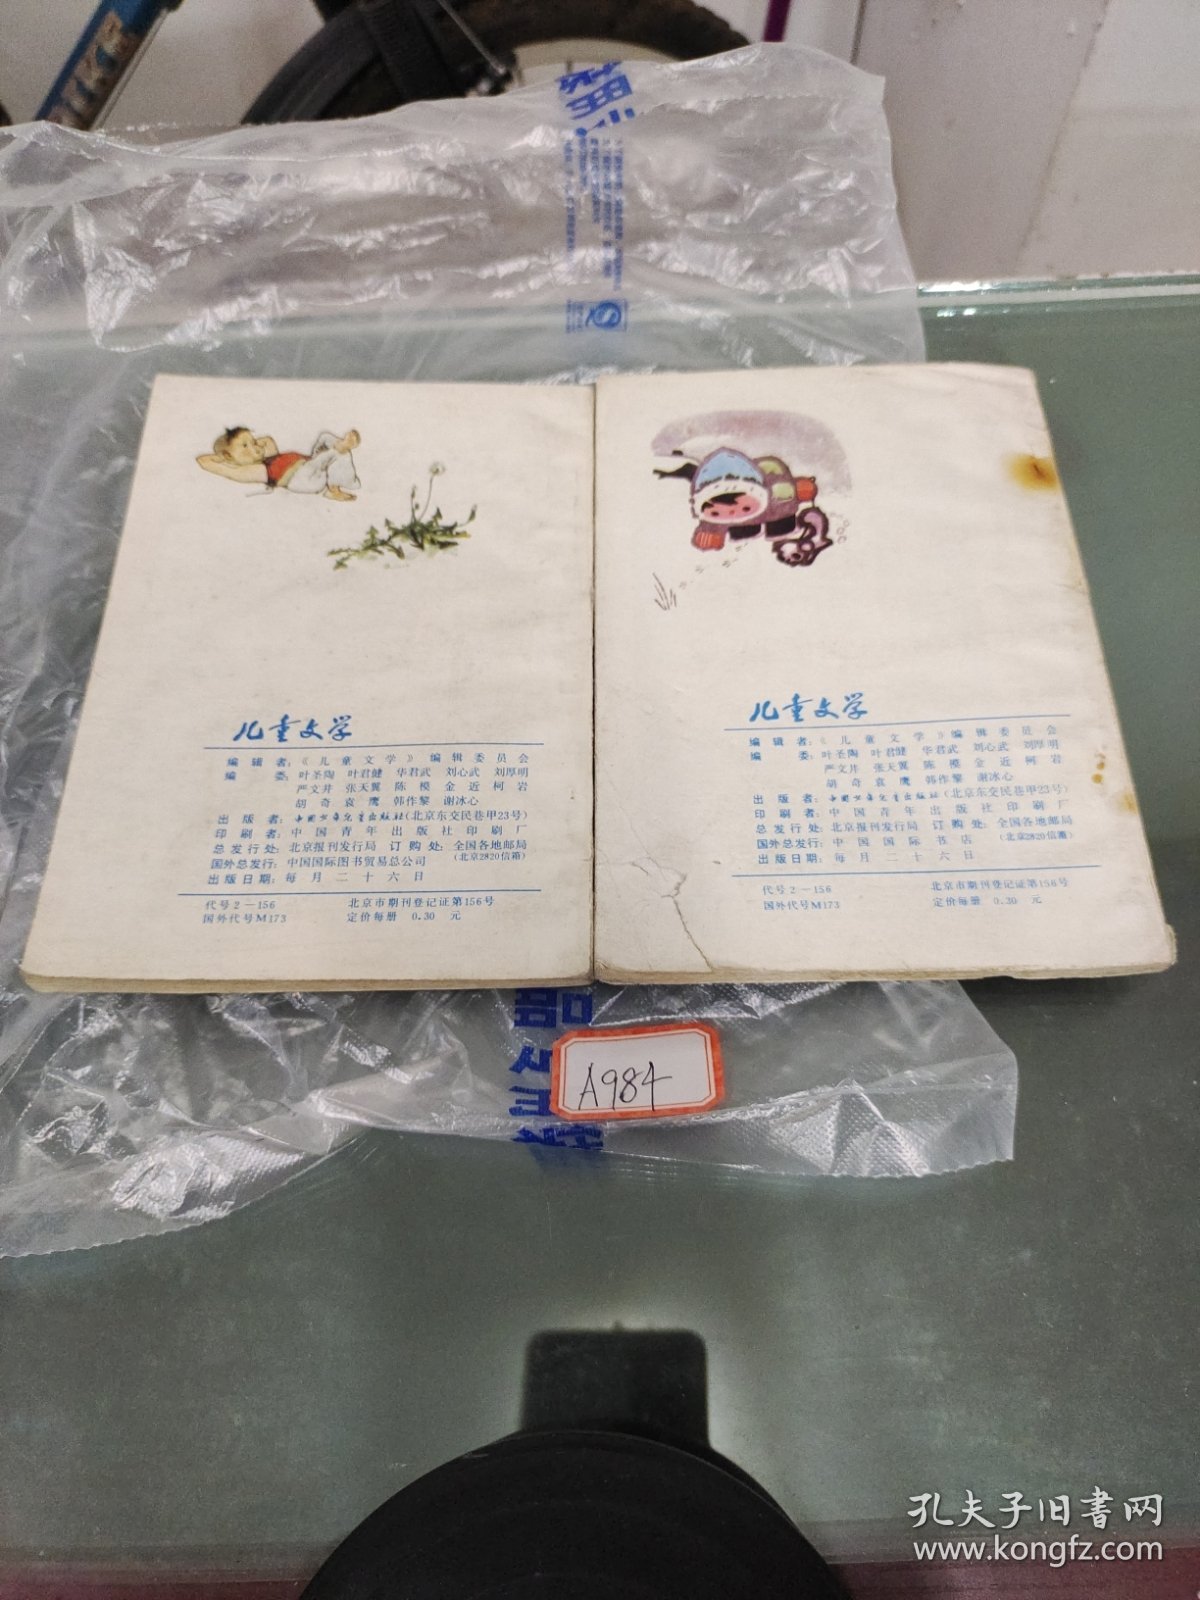 儿童文学
编辑者:《儿童文学》编辑委员会
编委:叶圣陶 叶君健 华君武 刘心武 刘厚明
严文井 张天翼 陈模 金近 柯岩
胡奇 袁鹰 韩作黎 谢冰心
出版者:中国少年儿童出版社(北京东交民巷甲23号)
印刷者:中国青年出版社印刷厂
总发行处:北京报刊发行局 订购处:全国各地邮局
国外总发行:中国国际图书贸易总公司(北京2820信箱)
出版日期:每月二十六日
代号2—156 北京市期刊登记证第156号
国外代号M173 定价每册 0.30 元
儿童文学
编辑者:《儿童文学》编辑委员会
编委:叶圣陶 叶君健 华君武 刘心武 刘厚明
严文井 张天翼 陈模 金近 柯岩
胡奇 袁鹰 韩作黎 谢冰心
出版者:中国少年儿童出版社(北京东交民巷甲23号)
印刷者:中国青年出版社印刷厂
总发行处:北京报刊发行局 订购处:全国各地邮局
国外总发行:中国国际书店(北京2820信箱)
出版日期:每月二十六日
代号2—156 北京市期刊登记证第156号
国外代号M173 定价每册 0.30 元
A984
孔夫子旧书网
www.kongfz.com